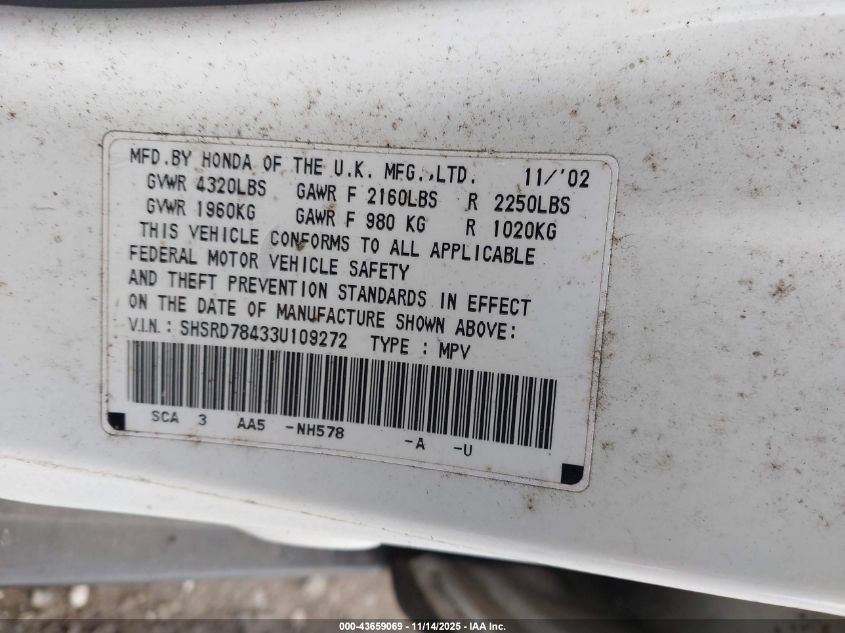 MFD.BY HONDA OF THE U.K. MFG.,LTD. 11/'02
GVWR 4320LBS GAWR F 2160LBS R 2250LBS
GVWR 1960KG GAWR F 980 KG R 1020KG
THIS VEHICLE CONFORMS TO ALL APPLICABLE
FEDERAL MOTOR VEHICLE SAFETY
AND THEFT PREVENTION STANDARDS IN EFFECT
ON THE DATE OF MANUFACTURE SHOWN ABOVE:
V.I.N.: SHSRD78433U109272 TYPE : MPV
SCA 3 AA5 -NH578 -A -U
000-43659069 - 11/14/2025 - IAA Inc.